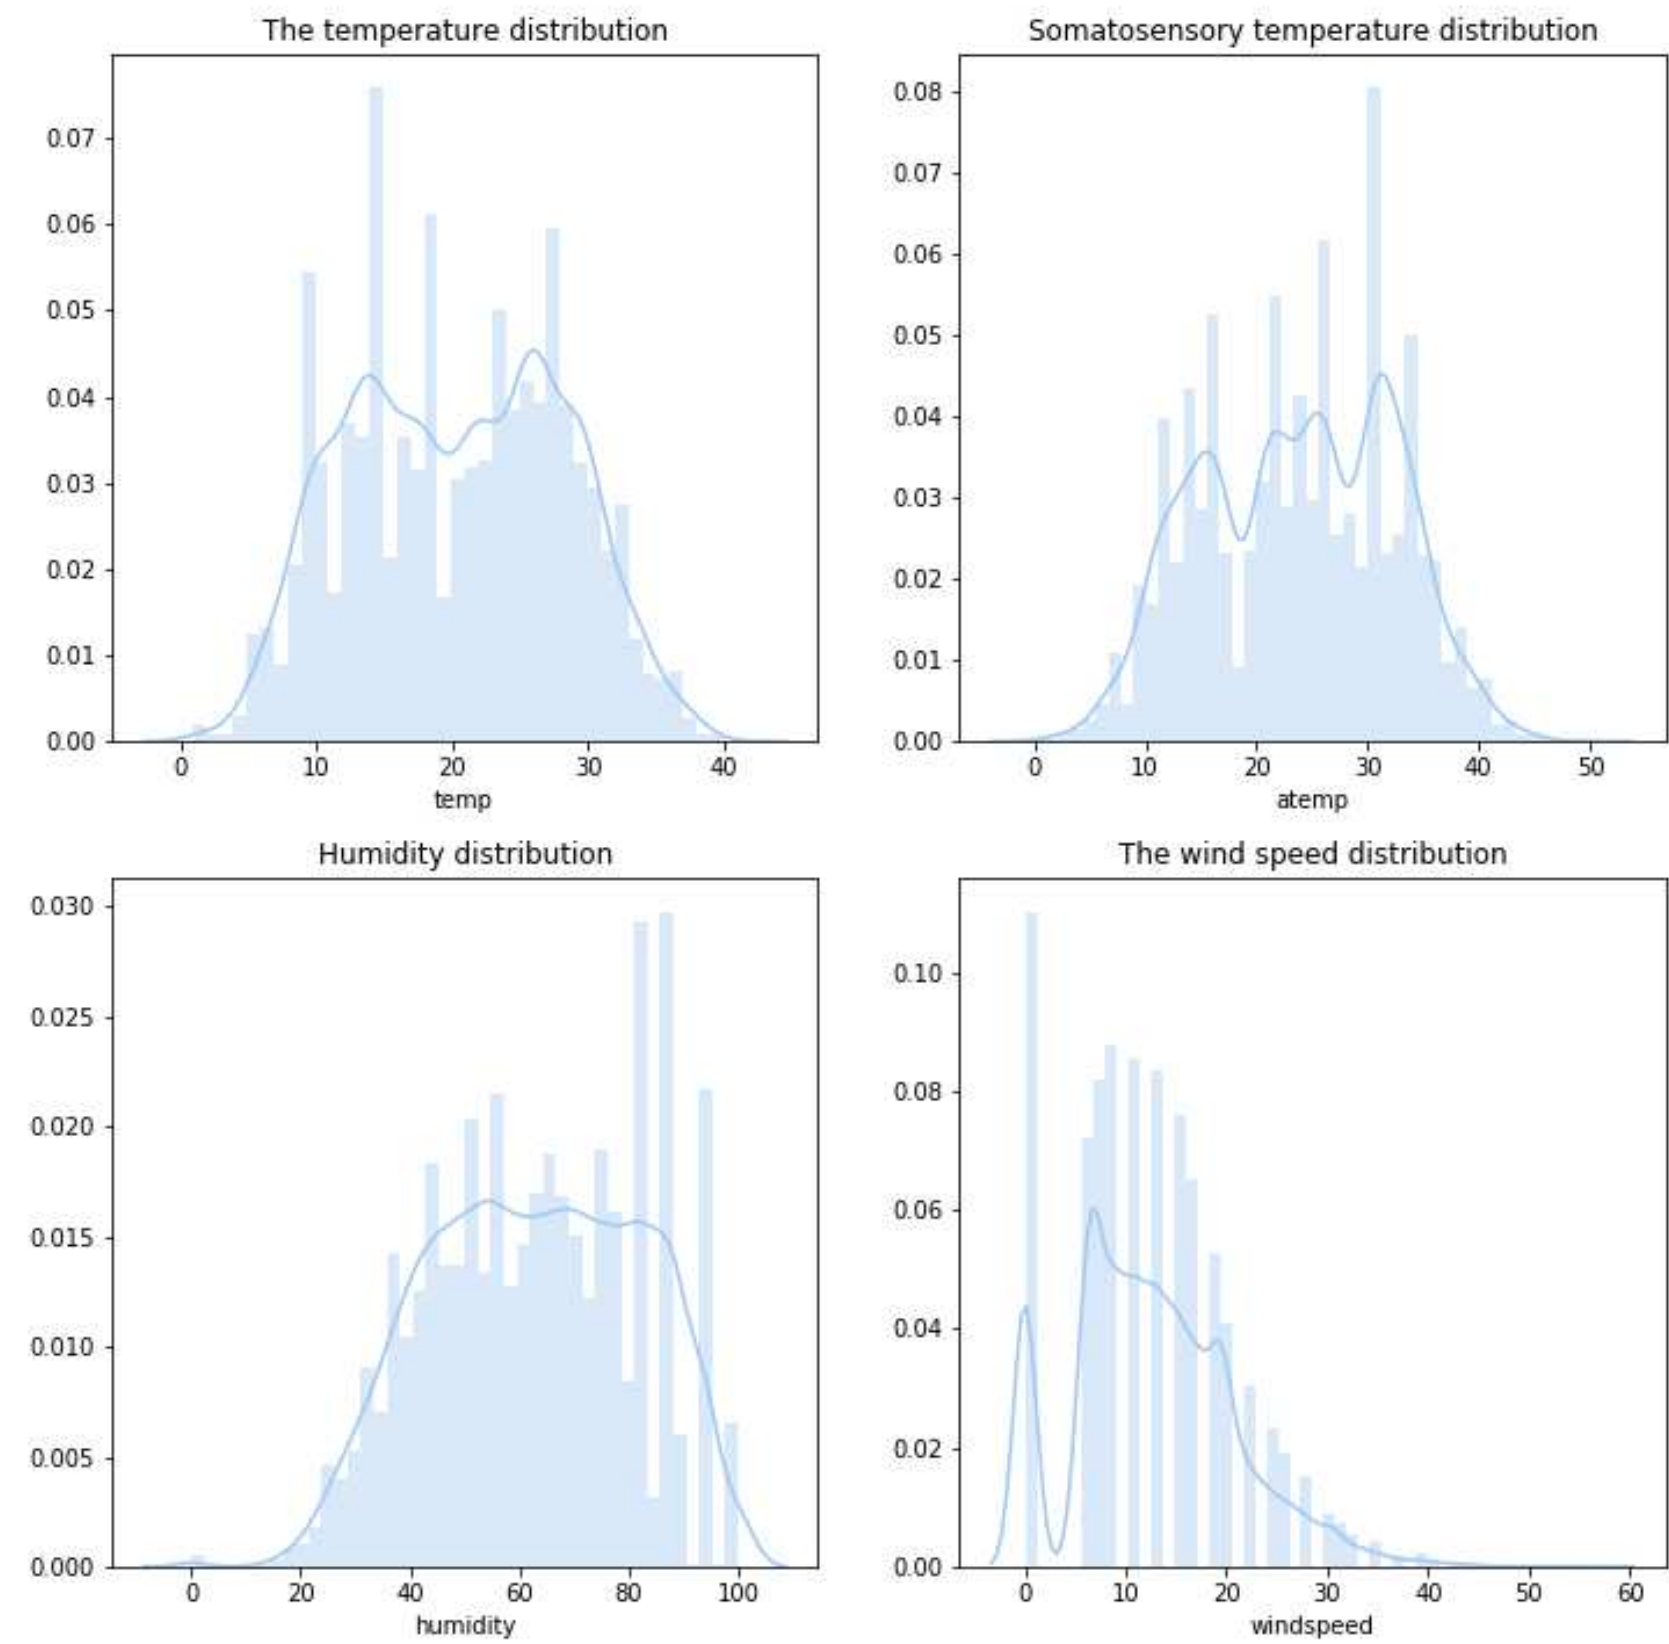 The temperature distribution
0.07
0.06
0.05
0.04
0.03
0.02
0.01
0.00
0 10 20 30 40
temp
Somatosensory temperature distribution
0.08
0.07
0.06
0.05
0.04
0.03
0.02
0.01
0.00
0 10 20 30 40 50
atemp
Humidity distribution
0.030
0.025
0.020
0.015
0.010
0.005
0.000
0 20 40 60 80 100
humidity
The wind speed distribution
0.10
0.08
0.06
0.04
0.02
0.00
0 10 20 30 40 50 60
windspeed